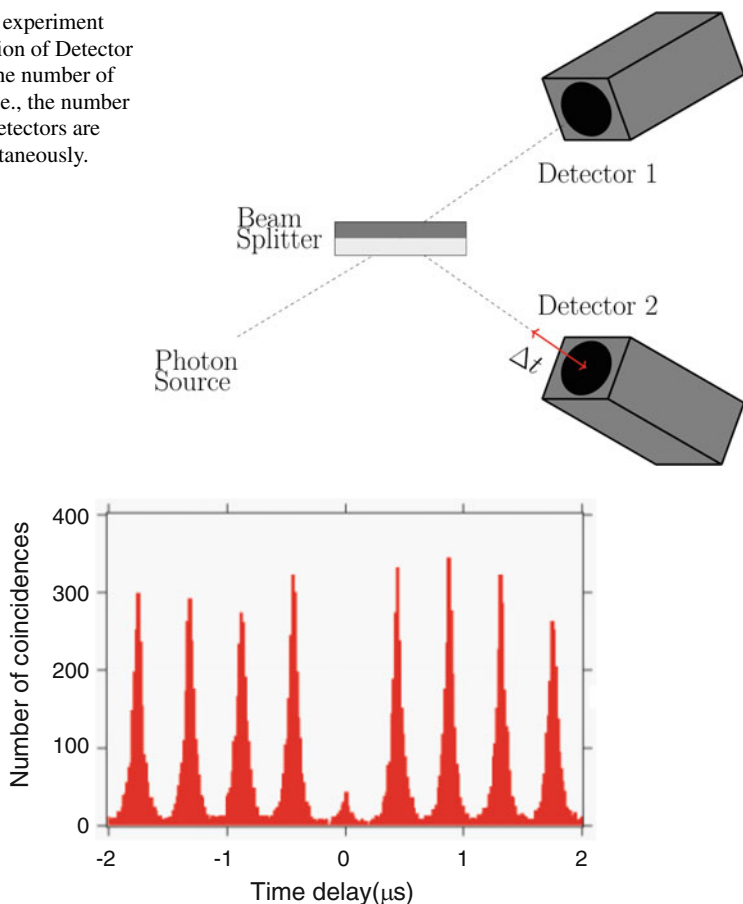 experiment
ion of Detector
he number of
e., the number
etectors are
taneously.
Detector 1
Beam
Splitter
Detector 2
Δt
Photon
Source
400
300
200
100
0
Number of coincidences
-2
-1
0
1
2
Time delay(μs)